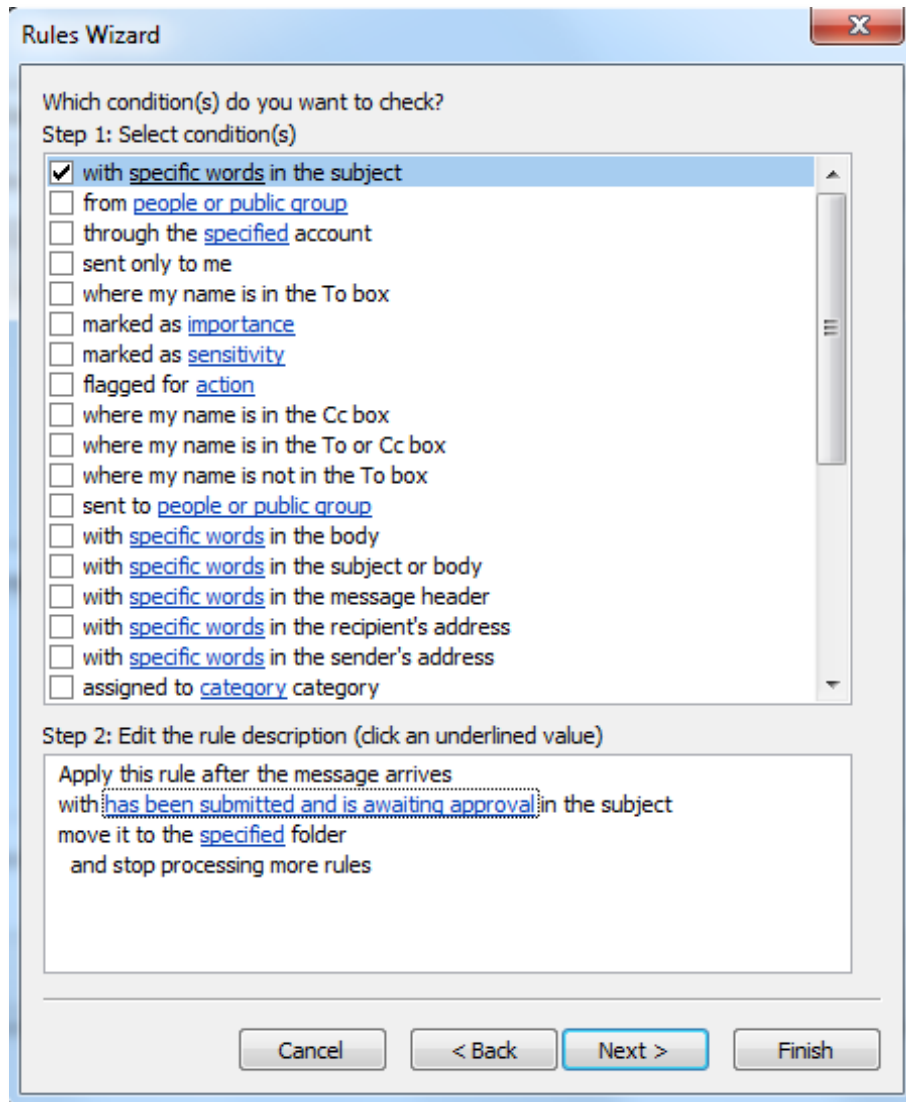 Rules Wizard
Which condition(s) do you want to check?
Step 1: Select condition(s)
with specific words in the subject
from people or public group
through the specified account
sent only to me
where my name is in the To box
marked as importance
marked as sensitivity
flagged for action
where my name is in the Cc box
where my name is in the To or Cc box
where my name is not in the To box
sent to people or public group
with specific words in the body
with specific words in the subject or body
with specific words in the message header
with specific words in the recipient's address
with specific words in the sender's address
assigned to category category
Step 2: Edit the rule description (click an underlined value)
Apply this rule after the message arrives
with has been submitted and is awaiting approval in the subject
move it to the specified folder
and stop processing more rules
Cancel < Back Next > Finish